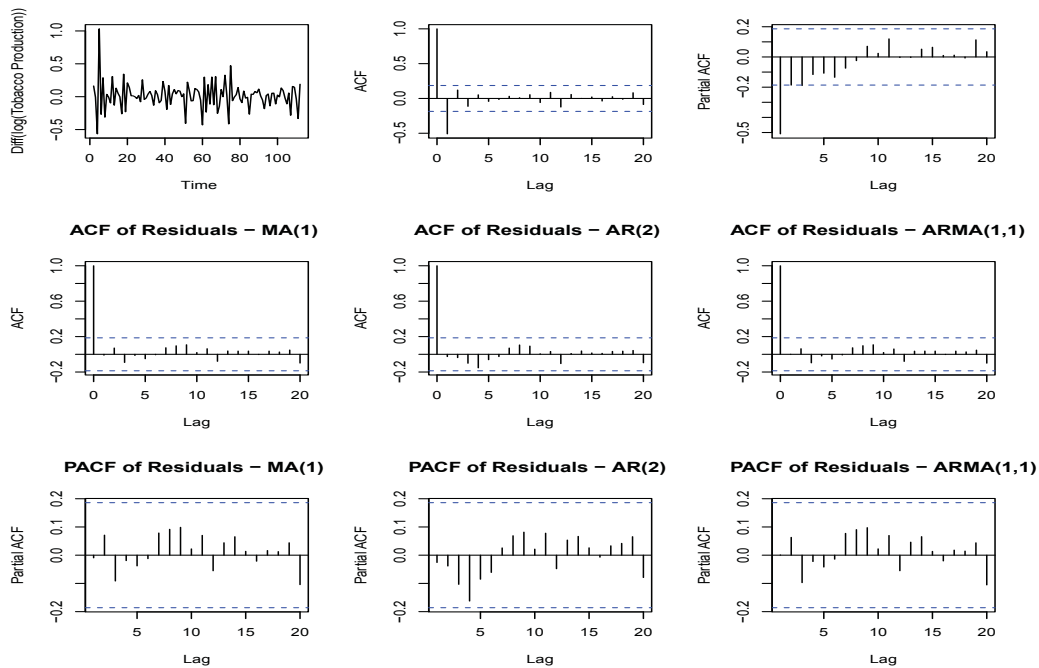 Diff(log(Tobacco Production))
1.0
0.5
0.0
−0.5
0 20 40 60 80 100
Time
ACF
1.0
0.5
0.0
−0.5
0 5 10 15 20
Lag
Partial ACF
0.2
0.0
−0.2
−0.5
5 10 15 20
Lag
ACF of Residuals − MA(1)
ACF
1.0
0.6
0.2
−0.2
0 5 10 15 20
Lag
ACF of Residuals − AR(2)
ACF
1.0
0.6
0.2
−0.2
0 5 10 15 20
Lag
ACF of Residuals − ARMA(1,1)
ACF
1.0
0.6
0.2
−0.2
0 5 10 15 20
Lag
PACF of Residuals − MA(1)
Partial ACF
0.2
0.1
0.0
−0.2
5 10 15 20
Lag
PACF of Residuals − AR(2)
Partial ACF
0.2
0.1
0.0
−0.2
5 10 15 20
Lag
PACF of Residuals − ARMA(1,1)
Partial ACF
0.2
0.1
0.0
−0.2
5 10 15 20
Lag